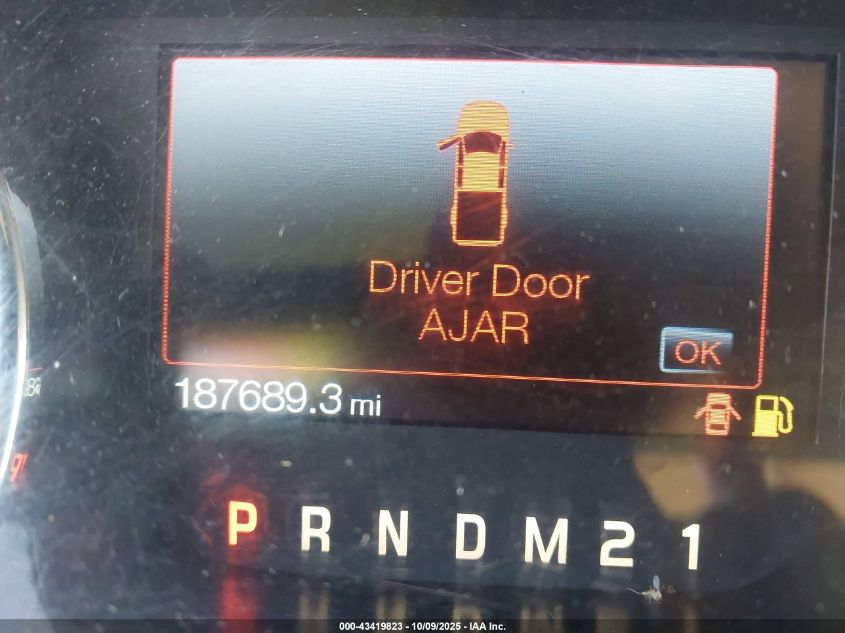 Driver Door
AJAR
OK
187689.3 mi
P R N D M 2 1
000-43419823 - 10/09/2025 - IAA Inc.